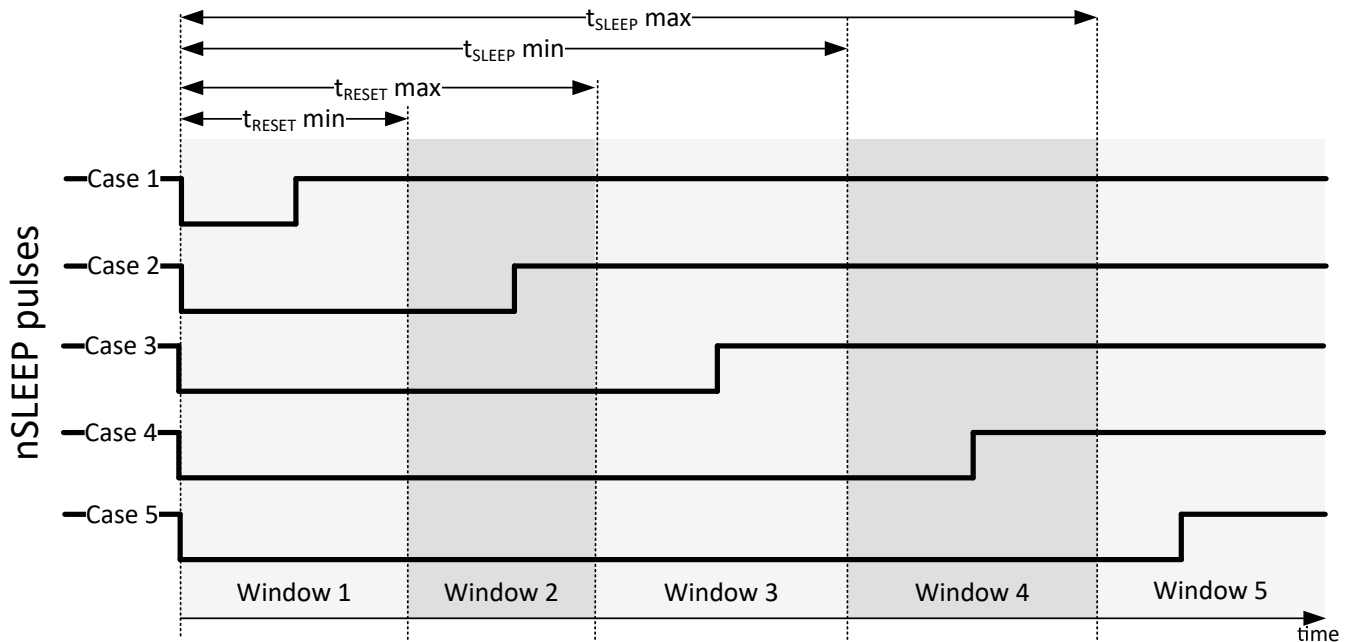 tSLEEP max
tSLEEP min
tRESET max
tRESET min
nSLEEP pulses
Case 1
Case 2
Case 3
Case 4
Case 5
Window 1 Window 2 Window 3 Window 4 Window 5
time